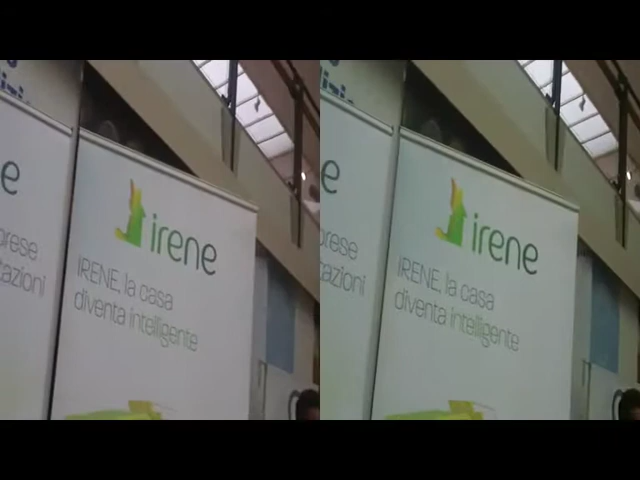 irene
IRENE, la casa
diventa intelligente
e
prese
tazioni
irene
IRENE, la casa
diventa intelligente
e
prese
tazioni